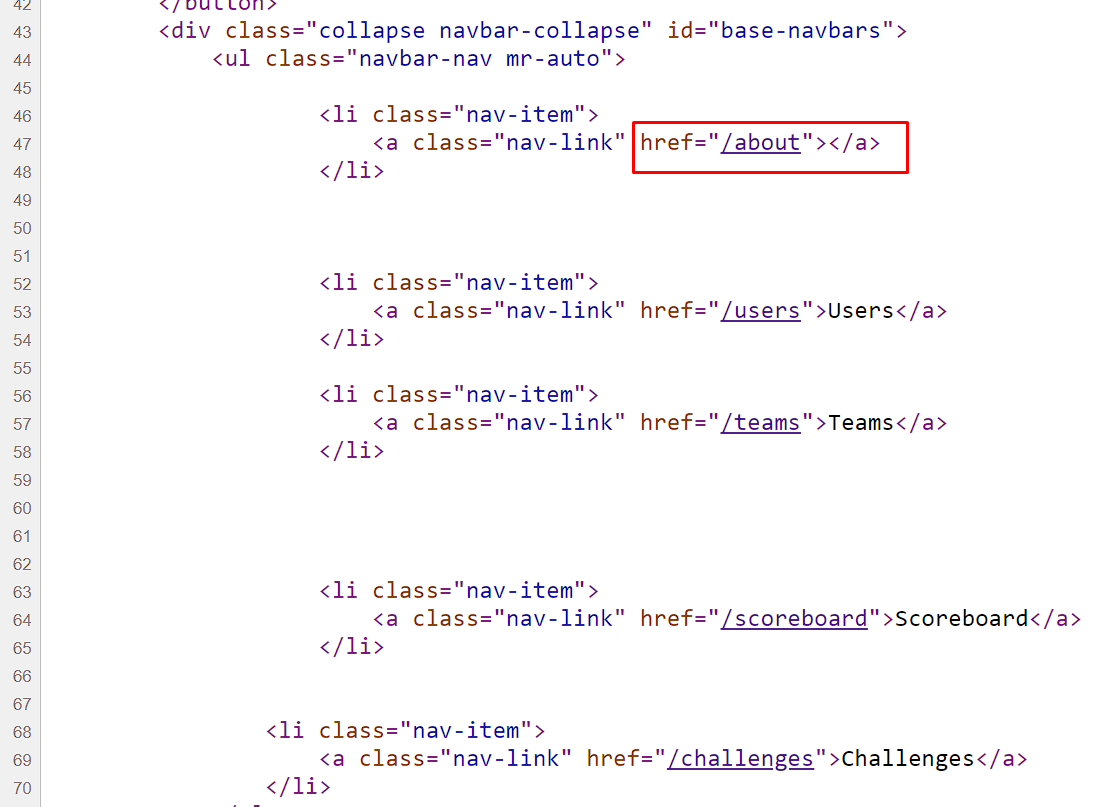 42 </button>
43 <div class="collapse navbar-collapse" id="base-navbars">
44 <ul class="navbar-nav mr-auto">
45
46 <li class="nav-item">
47 <a class="nav-link" href="/about"></a>
48 </li>
49
50
51
52 <li class="nav-item">
53 <a class="nav-link" href="/users">Users</a>
54 </li>
55
56 <li class="nav-item">
57 <a class="nav-link" href="/teams">Teams</a>
58 </li>
59
60
61
62
63 <li class="nav-item">
64 <a class="nav-link" href="/scoreboard">Scoreboard</a>
65 </li>
66
67
68 <li class="nav-item">
69 <a class="nav-link" href="/challenges">Challenges</a>
70 </li>